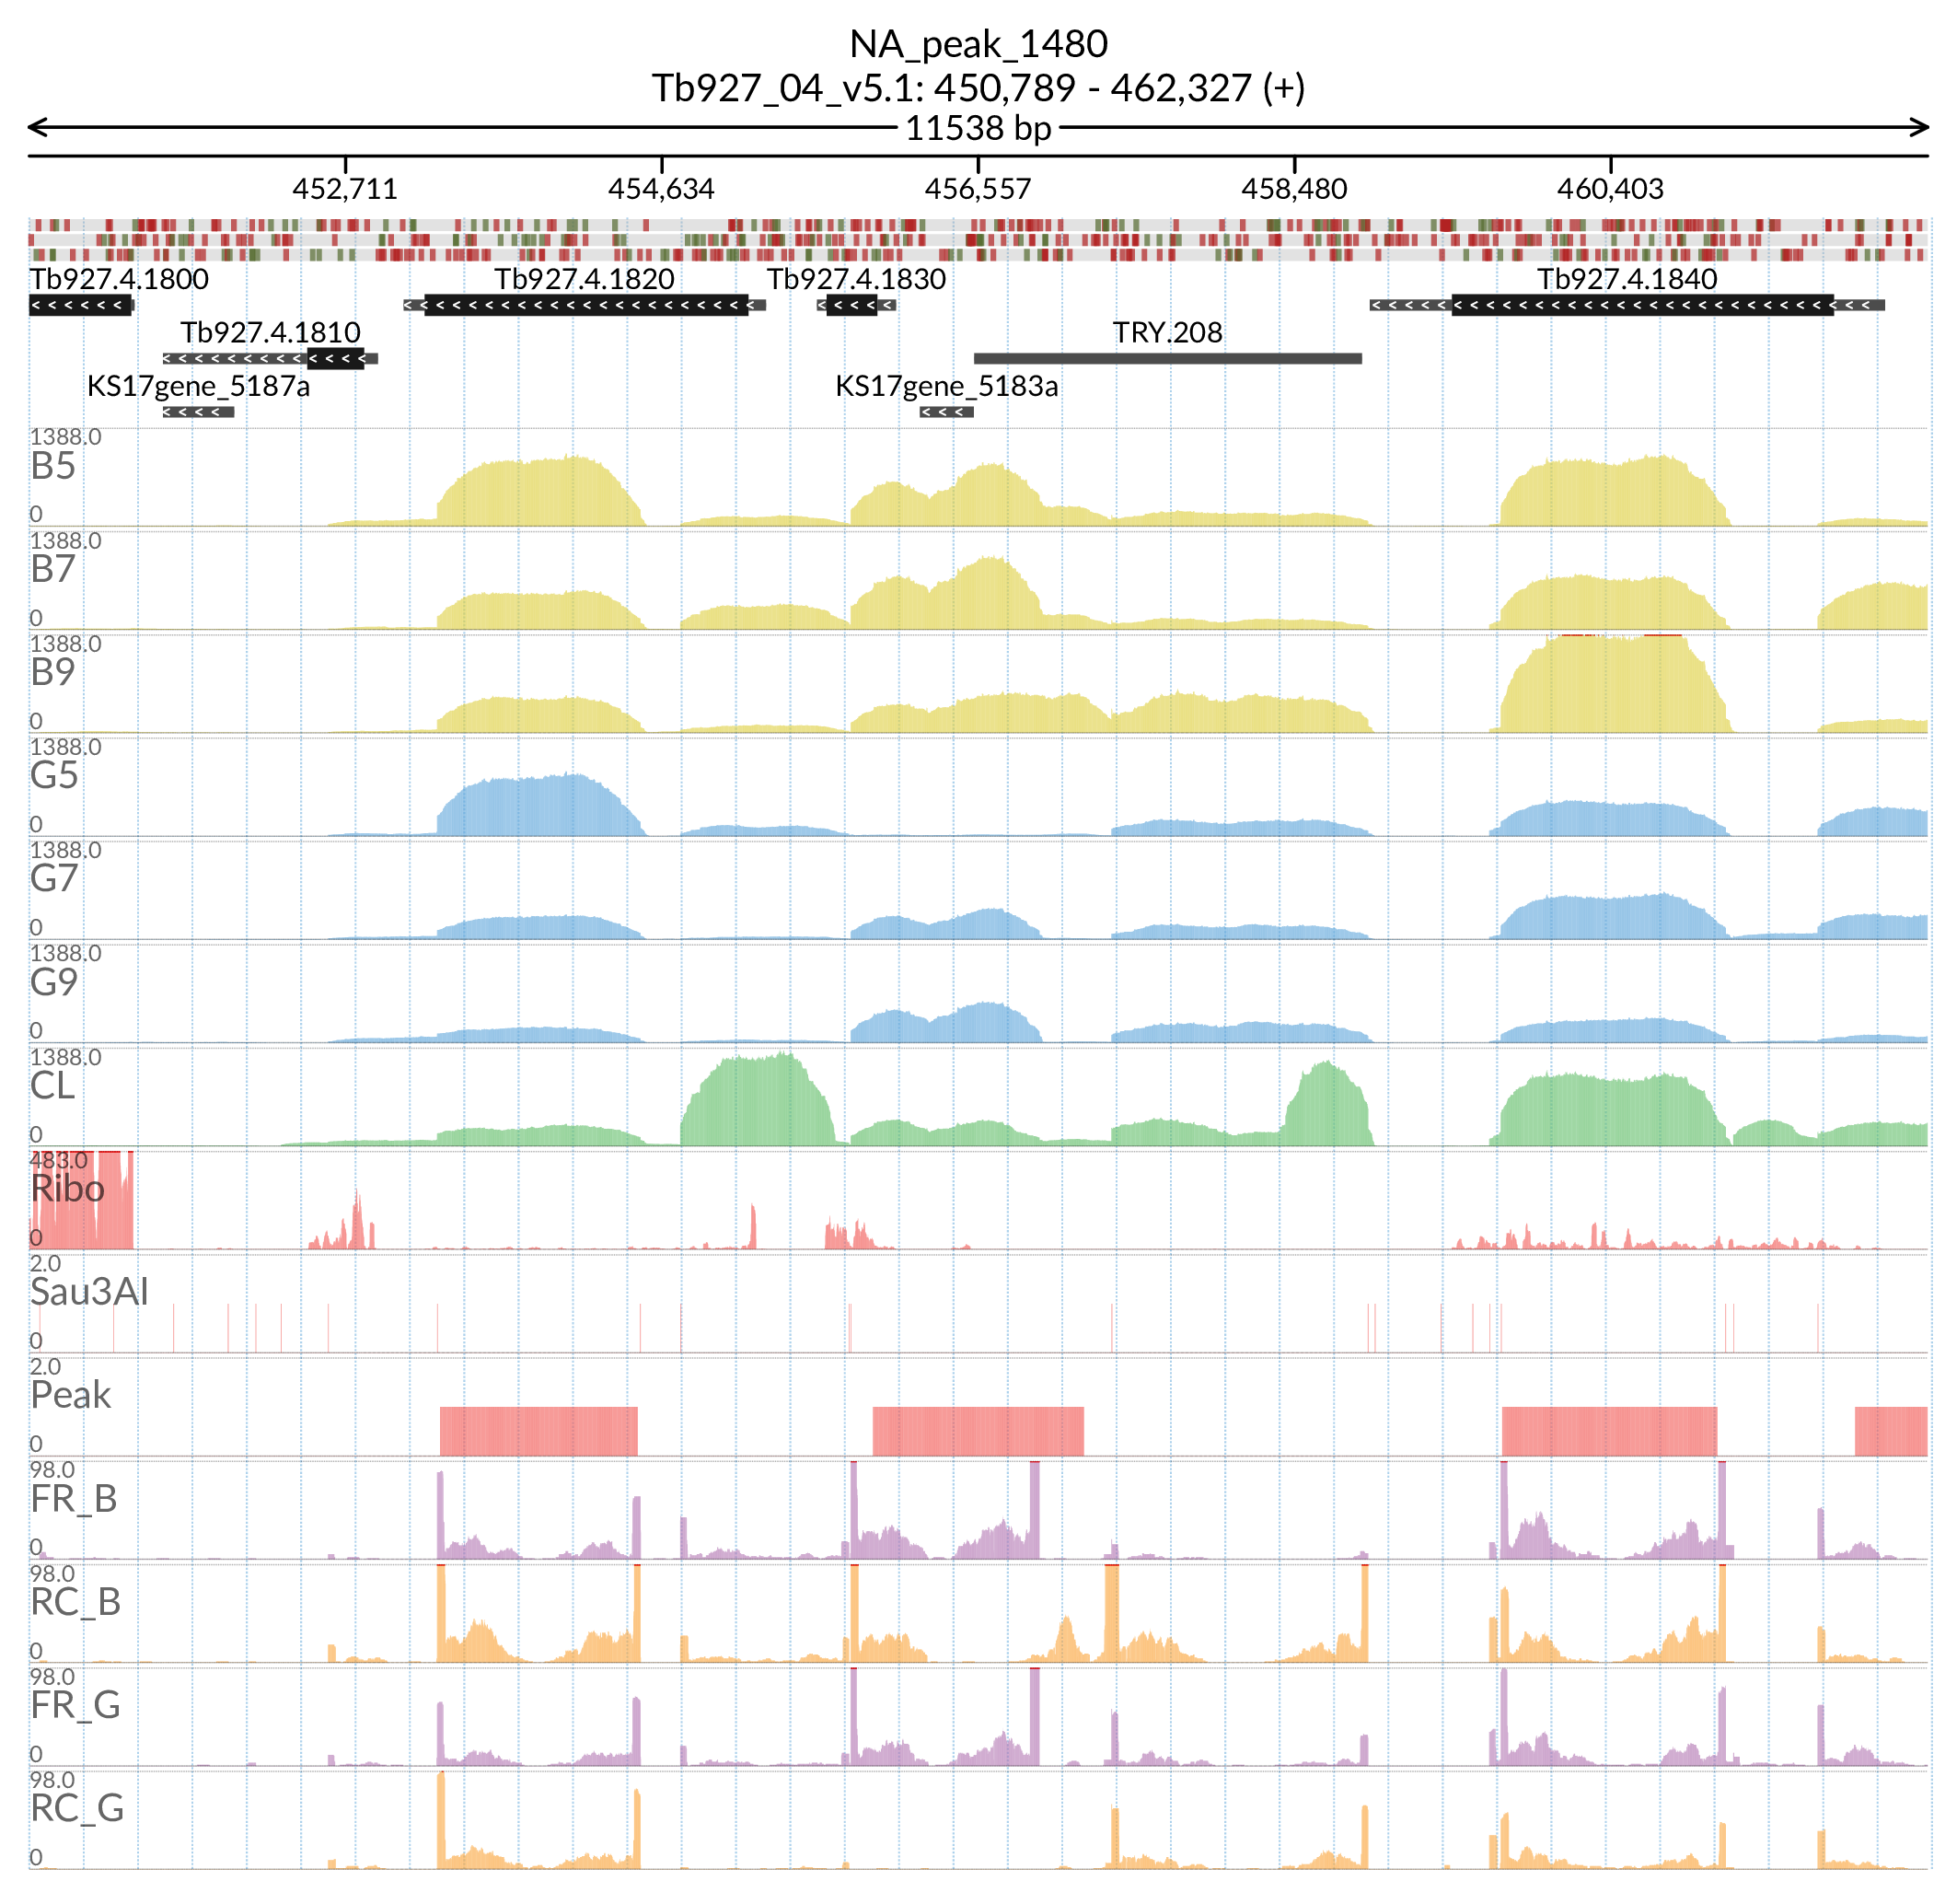 NA_peak_1480
Tb927_04_v5.1: 450,789 - 462,327 (+)
11538 bp
452,711 454,634 456,557 458,480 460,403
Tb927.4.1800 Tb927.4.1820 Tb927.4.1830 Tb927.4.1840
Tb927.4.1810 TRY.208
KS17gene_5187a KS17gene_5183a
1388.0
B5
0
1388.0
B7
0
1388.0
B9
0
1388.0
G5
0
1388.0
G7
0
1388.0
G9
0
1388.0
CL
0
483.0
Ribo
0
2.0
Sau3AI
0
2.0
Peak
0
98.0
FR_B
0
98.0
RC_B
0
98.0
FR_G
0
98.0
RC_G
0